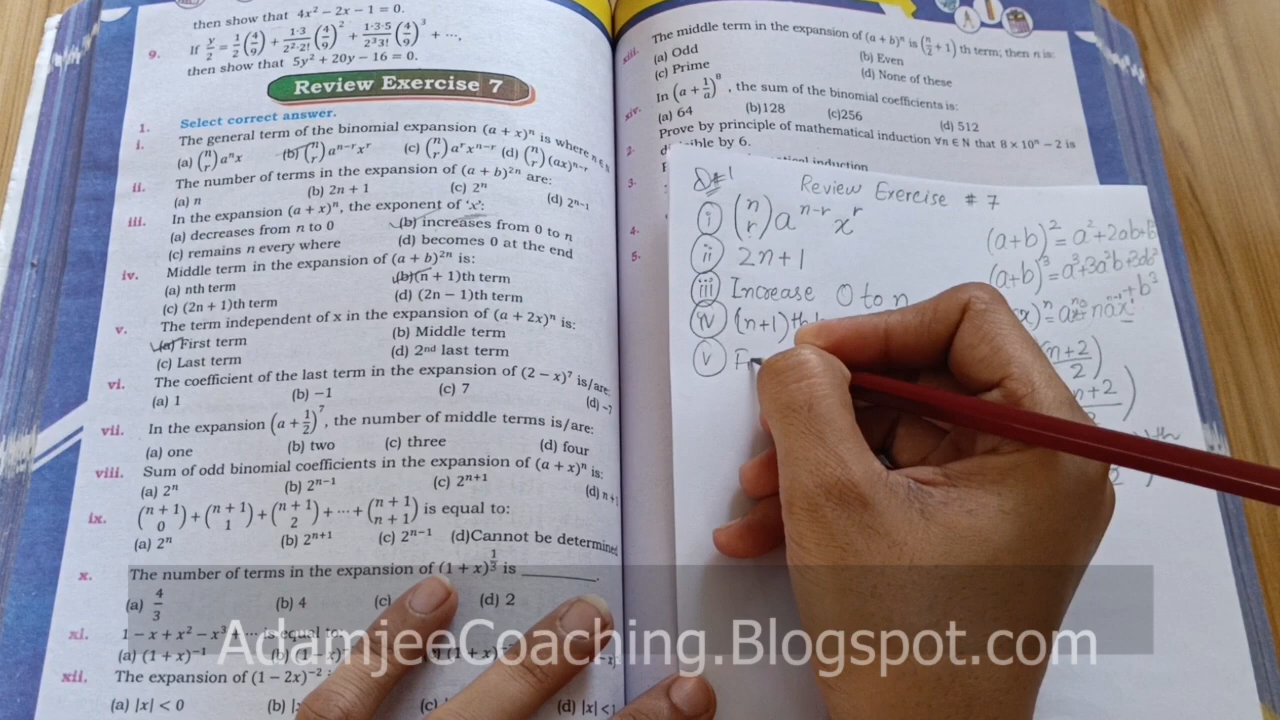 then show that 4x² − 2x − 1 = 0.
9. If y/2 = 1/2(4/9) + 1·3/2²·2!(4/9)² + 1·3·5/2³3!(4/9)³ + ···,
then show that 5y² + 20y − 16 = 0.
Review Exercise 7
1. Select correct answer.
i. The general term of the binomial expansion (a + x)ⁿ is where n ∈ N
(a) (n r) aⁿx (b) (n r) aⁿ⁻ʳxʳ (c) (n r) aʳxⁿ⁻ʳ (d) (n r) (ax)ⁿ⁻ʳ
ii. The number of terms in the expansion of (a + b)²ⁿ are:
(a) n (b) 2n + 1 (c) 2ⁿ (d) 2ⁿ⁻¹
iii. In the expansion (a + x)ⁿ, the exponent of 'x':
(a) decreases from n to 0 (b) increases from 0 to n
(c) remains n every where (d) becomes 0 at the end
iv. Middle term in the expansion of (a + b)²ⁿ is:
(a) nth term (b) (n + 1)th term
(c) (2n + 1)th term (d) (2n − 1)th term
v. The term independent of x in the expansion of (a + 2x)ⁿ is:
(a) First term (b) Middle term
(c) Last term (d) 2nd last term
vi. The coefficient of the last term in the expansion of (2 − x)⁷ is/are:
(a) 1 (b) −1 (c) 7 (d) −7
vii. In the expansion (a + 1/2)⁷, the number of middle terms is/are:
(a) one (b) two (c) three (d) four
viii. Sum of odd binomial coefficients in the expansion of (a + x)ⁿ is:
(a) 2ⁿ (b) 2ⁿ⁻¹ (c) 2ⁿ⁺¹ (d) n+1
ix. (n + 1 0) + (n + 1 1) + (n + 1 2) + ··· + (n + 1 n + 1) is equal to:
(a) 2ⁿ (b) 2ⁿ⁺¹ (c) 2ⁿ⁻¹ (d)Cannot be determined
x. The number of terms in the expansion of (1 + x)^(1/3) is ________.
(a) 4/3 (b) 4 (c) (d) 2
xi. 1 − x + x² − x³ + ··· is equal to:
(a) (1 + x)⁻¹ (b)
xii. The expansion of (1 − 2x)⁻²
(a) |x| < 0 (b) (c) (d) |x| < 1
xiii. The middle term in the expansion of (a + b)ⁿ is (n/2 + 1) th term; then n is:
(a) Odd (b) Even
(c) Prime (d) None of these
xiv. In (a + 1/a)⁸, the sum of the binomial coefficients is:
(a) 64 (b)128 (c)256 (d) 512
2. Prove by principle of mathematical induction ∀n ∈ N that 8 × 10ⁿ − 2 is
by 6.
3. induction
4.
5.
Q#1 Review Exercise # 7
(i) (n r) aⁿ⁻ʳ xʳ
(ii) 2n+1
(iii) Increase 0 to n
(iv) (n+1)th
(v) F
(a+b)² = a²+2ab+b²
(a+b)³ = a³+3a²b+3ab²
+b³
AdamjeeCoaching.Blogspot.com